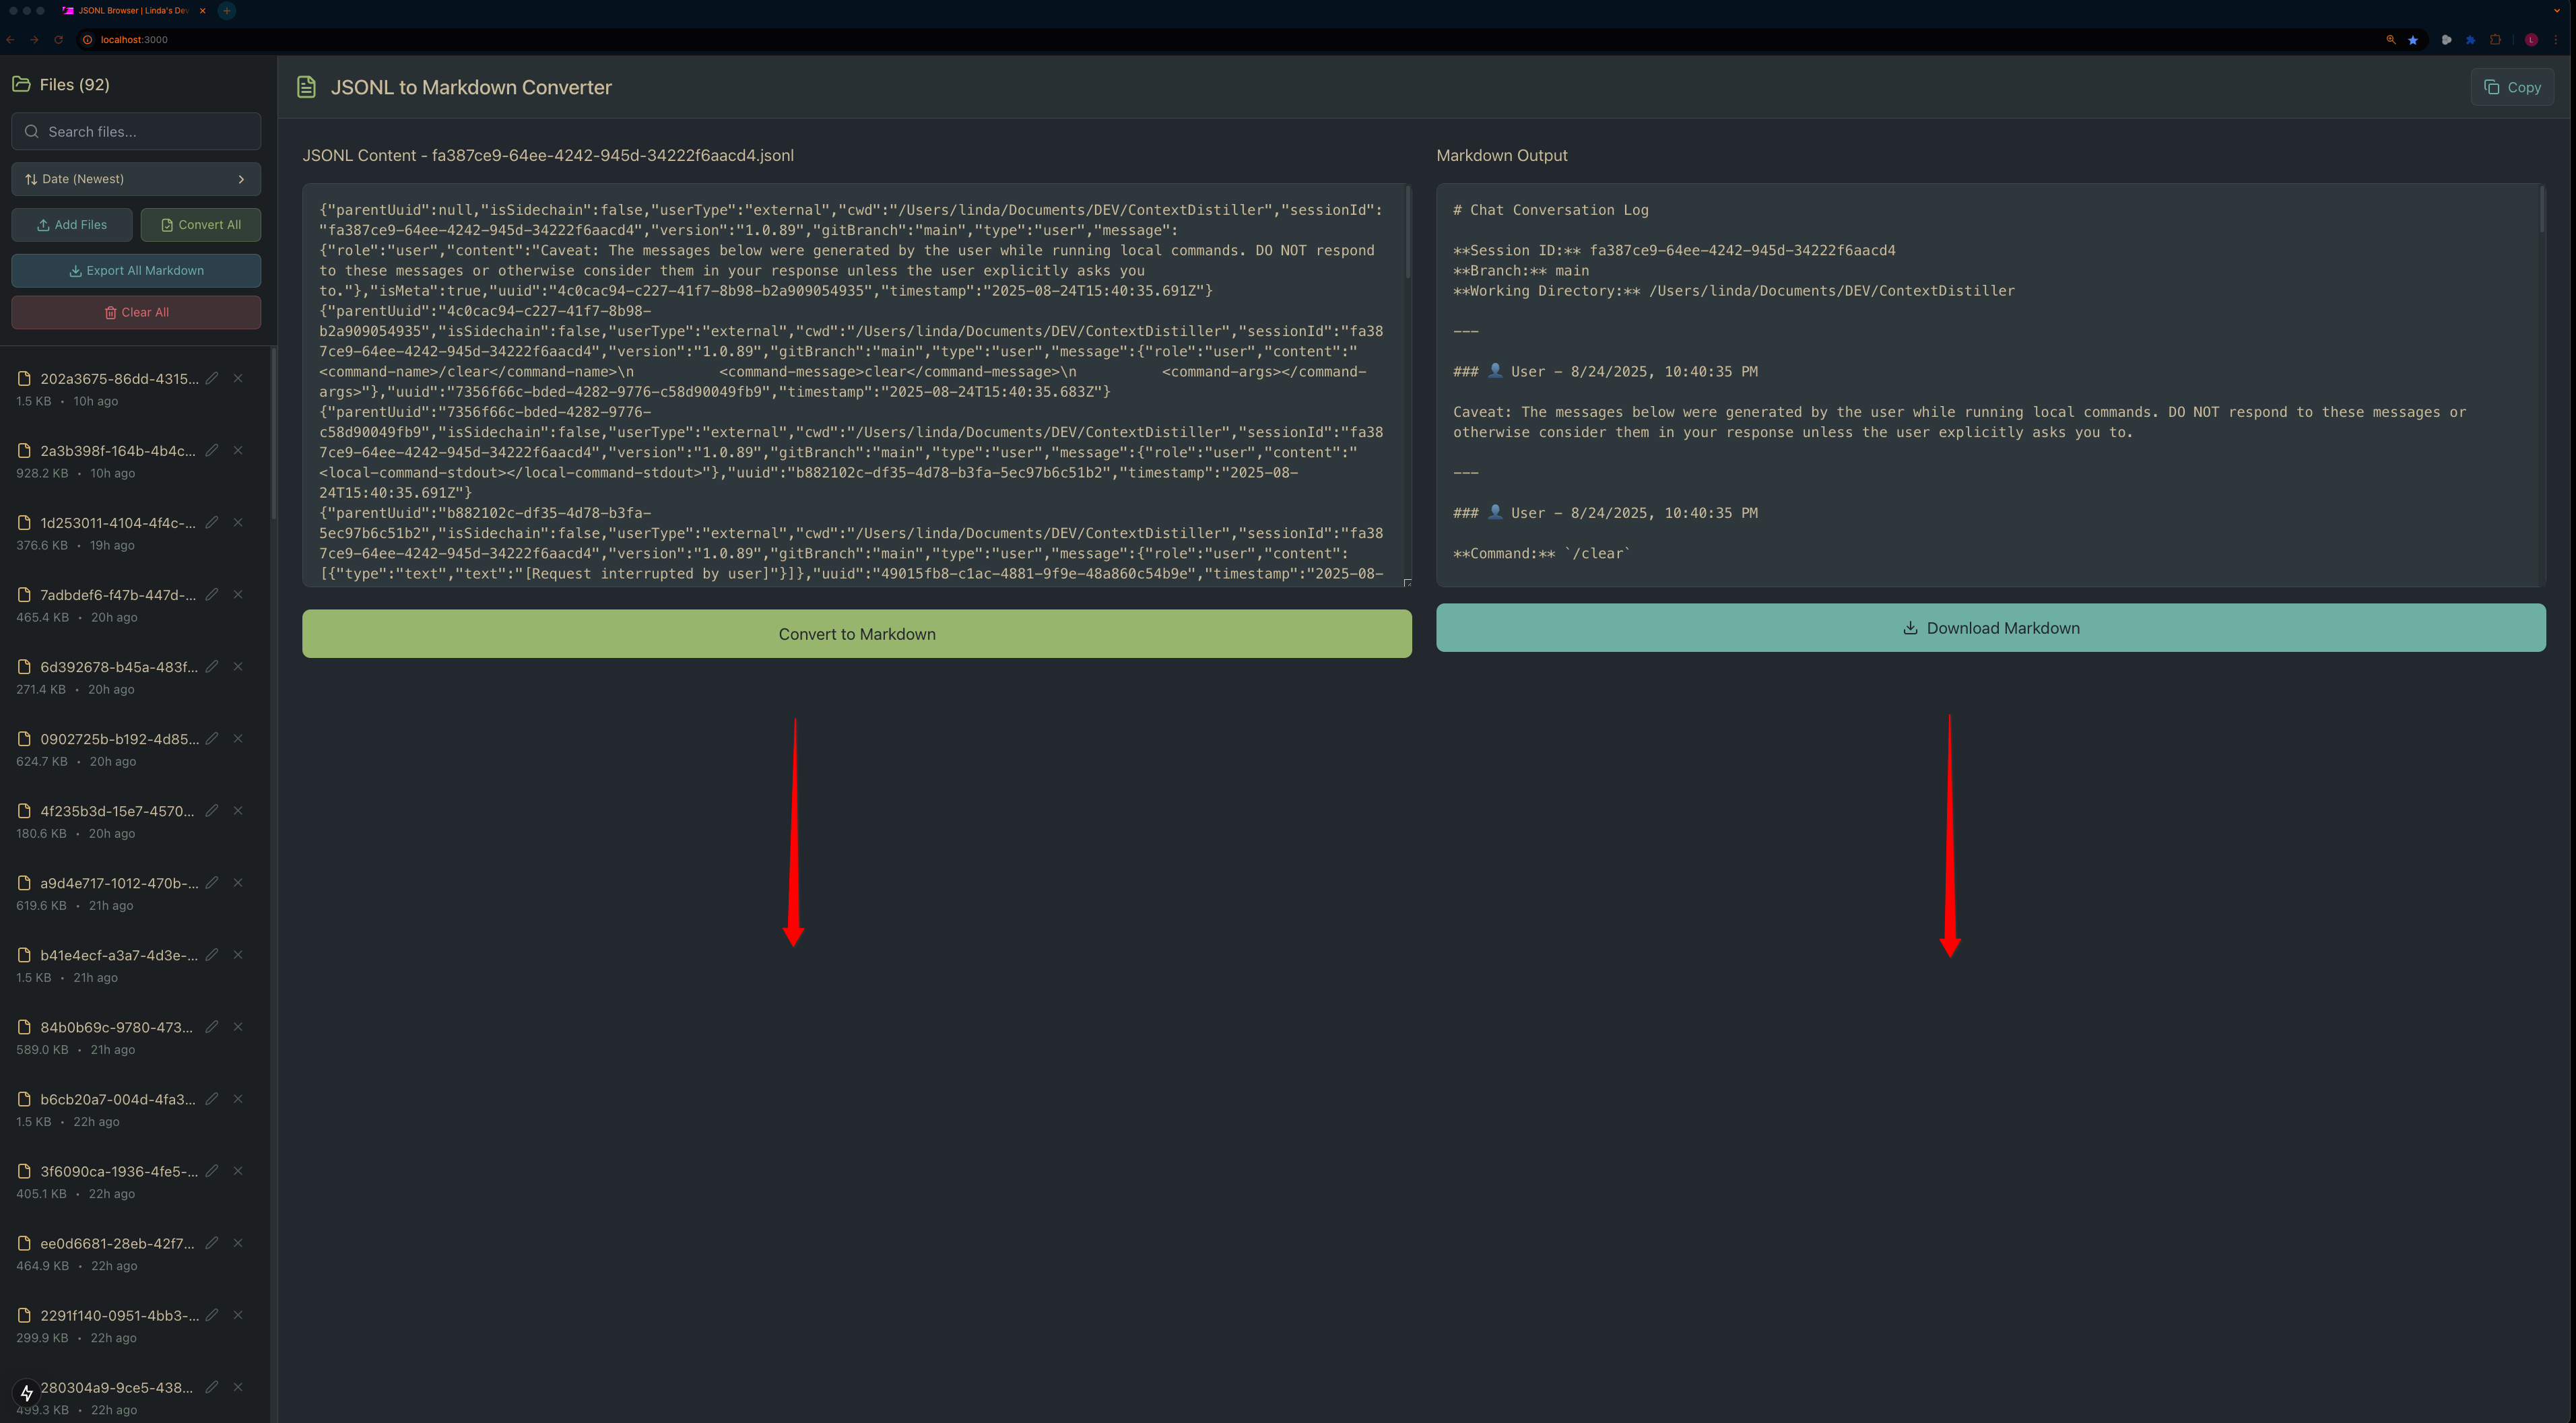 JSONL Browser | Linda's Dev
localhost:3000
Files (92)
Search files...
Date (Newest)
Add Files
Convert All
Export All Markdown
Clear All
202a3675-86dd-4315...
1.5 KB • 10h ago
2a3b398f-164b-4b4c...
928.2 KB • 10h ago
1d253011-4104-4f4c-...
376.6 KB • 19h ago
7adbdef6-f47b-447d-...
465.4 KB • 20h ago
6d392678-b45a-483f...
271.4 KB • 20h ago
0902725b-b192-4d85...
624.7 KB • 20h ago
4f235b3d-15e7-4570...
180.6 KB • 20h ago
a9d4e717-1012-470b-...
619.6 KB • 21h ago
b41e4ecf-a3a7-4d3e-...
1.5 KB • 21h ago
84b0b69c-9780-473...
589.0 KB • 21h ago
b6cb20a7-004d-4fa3...
1.5 KB • 22h ago
3f6090ca-1936-4fe5-...
405.1 KB • 22h ago
ee0d6681-28eb-42f7...
464.9 KB • 22h ago
2291f140-0951-4bb3-...
299.9 KB • 22h ago
280304a9-9ce5-438...
499.3 KB • 22h ago
JSONL to Markdown Converter
Copy
JSONL Content - fa387ce9-64ee-4242-945d-34222f6aacd4.jsonl
{"parentUuid":null,"isSidechain":false,"userType":"external","cwd":"/Users/linda/Documents/DEV/ContextDistiller","sessionId":
"fa387ce9-64ee-4242-945d-34222f6aacd4","version":"1.0.89","gitBranch":"main","type":"user","message":
{"role":"user","content":"Caveat: The messages below were generated by the user while running local commands. DO NOT respond
to these messages or otherwise consider them in your response unless the user explicitly asks you
to."},"isMeta":true,"uuid":"4c0cac94-c227-41f7-8b98-b2a909054935","timestamp":"2025-08-24T15:40:35.691Z"}
{"parentUuid":"4c0cac94-c227-41f7-8b98-
b2a909054935","isSidechain":false,"userType":"external","cwd":"/Users/linda/Documents/DEV/ContextDistiller","sessionId":"fa38
7ce9-64ee-4242-945d-34222f6aacd4","version":"1.0.89","gitBranch":"main","type":"user","message":{"role":"user","content":"
<command-name>/clear</command-name>\n <command-message>clear</command-message>\n <command-args></command-
args>"},"uuid":"7356f66c-bded-4282-9776-c58d90049fb9","timestamp":"2025-08-24T15:40:35.683Z"}
{"parentUuid":"7356f66c-bded-4282-9776-
c58d90049fb9","isSidechain":false,"userType":"external","cwd":"/Users/linda/Documents/DEV/ContextDistiller","sessionId":"fa38
7ce9-64ee-4242-945d-34222f6aacd4","version":"1.0.89","gitBranch":"main","type":"user","message":{"role":"user","content":"
<local-command-stdout></local-command-stdout>"},"uuid":"b882102c-df35-4d78-b3fa-5ec97b6c51b2","timestamp":"2025-08-
24T15:40:35.691Z"}
{"parentUuid":"b882102c-df35-4d78-b3fa-
5ec97b6c51b2","isSidechain":false,"userType":"external","cwd":"/Users/linda/Documents/DEV/ContextDistiller","sessionId":"fa38
7ce9-64ee-4242-945d-34222f6aacd4","version":"1.0.89","gitBranch":"main","type":"user","message":{"role":"user","content":
[{"type":"text","text":"[Request interrupted by user]"}]},"uuid":"49015fb8-c1ac-4881-9f9e-48a860c54b9e","timestamp":"2025-08-
Convert to Markdown
Markdown Output
# Chat Conversation Log
**Session ID:** fa387ce9-64ee-4242-945d-34222f6aacd4
**Branch:** main
**Working Directory:** /Users/linda/Documents/DEV/ContextDistiller
---
### 👤 User - 8/24/2025, 10:40:35 PM
Caveat: The messages below were generated by the user while running local commands. DO NOT respond to these messages or
otherwise consider them in your response unless the user explicitly asks you to.
---
### 👤 User - 8/24/2025, 10:40:35 PM
**Command:** `/clear`
Download Markdown